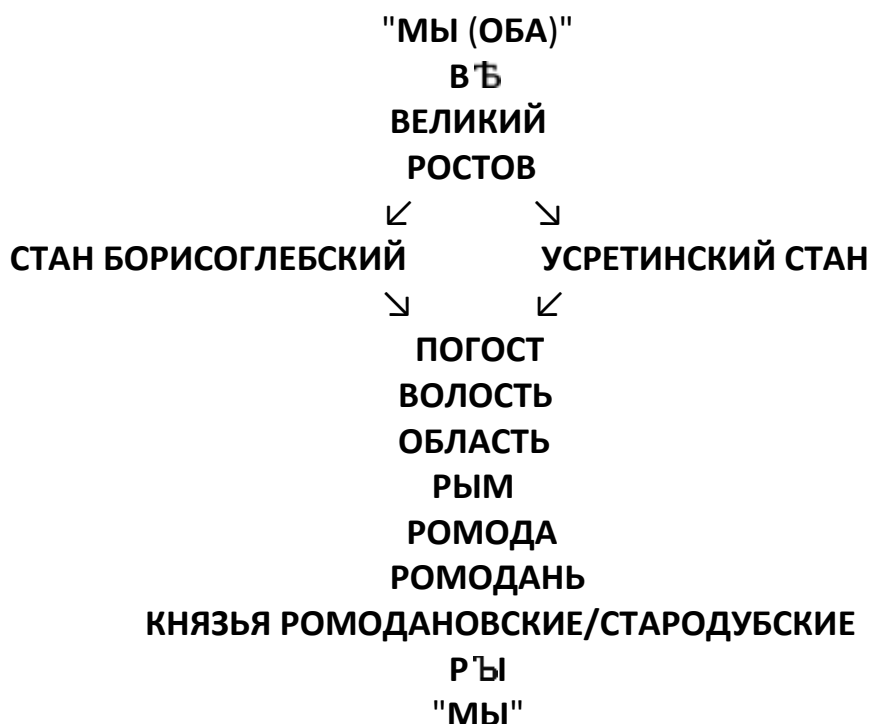 "МЫ (ОБА)"
ВѢ
ВЕЛИКИЙ
РОСТОВ
↙ ↘
СТАН БОРИСОГЛЕБСКИЙ УСРЕТИНСКИЙ СТАН
↘ ↙
ПОГОСТ
ВОЛОСТЬ
ОБЛАСТЬ
РЫМ
РОМОДА
РОМОДАНЬ
КНЯЗЬЯ РОМОДАНОВСКИЕ/СТАРОДУБСКИЕ
РЪІ
"МЫ"